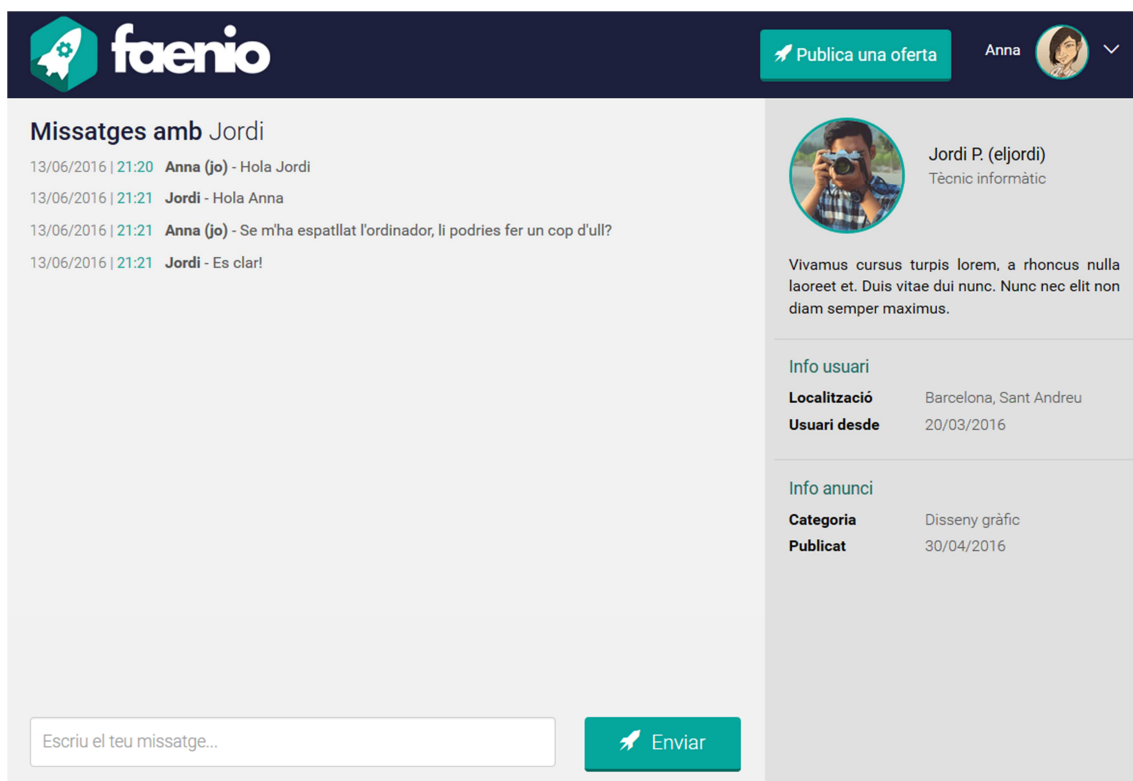 faenio
Publica una oferta
Anna
Missatges amb Jordi
13/06/2016 | 21:20 Anna (jo) - Hola Jordi
13/06/2016 | 21:21 Jordi - Hola Anna
13/06/2016 | 21:21 Anna (jo) - Se m'ha espatllat l'ordinador, li podries fer un cop d'ull?
13/06/2016 | 21:21 Jordi - Es clar!
Escriu el teu missatge...
Enviar
Jordi P. (eljordi)
Tècnic informàtic
Vivamus cursus turpis lorem, a rhoncus nulla
laoreet et. Duis vitae dui nunc. Nunc nec elit non
diam semper maximus.
Info usuari
Localització Barcelona, Sant Andreu
Usuari desde 20/03/2016
Info anunci
Categoria Disseny gràfic
Publicat 30/04/2016